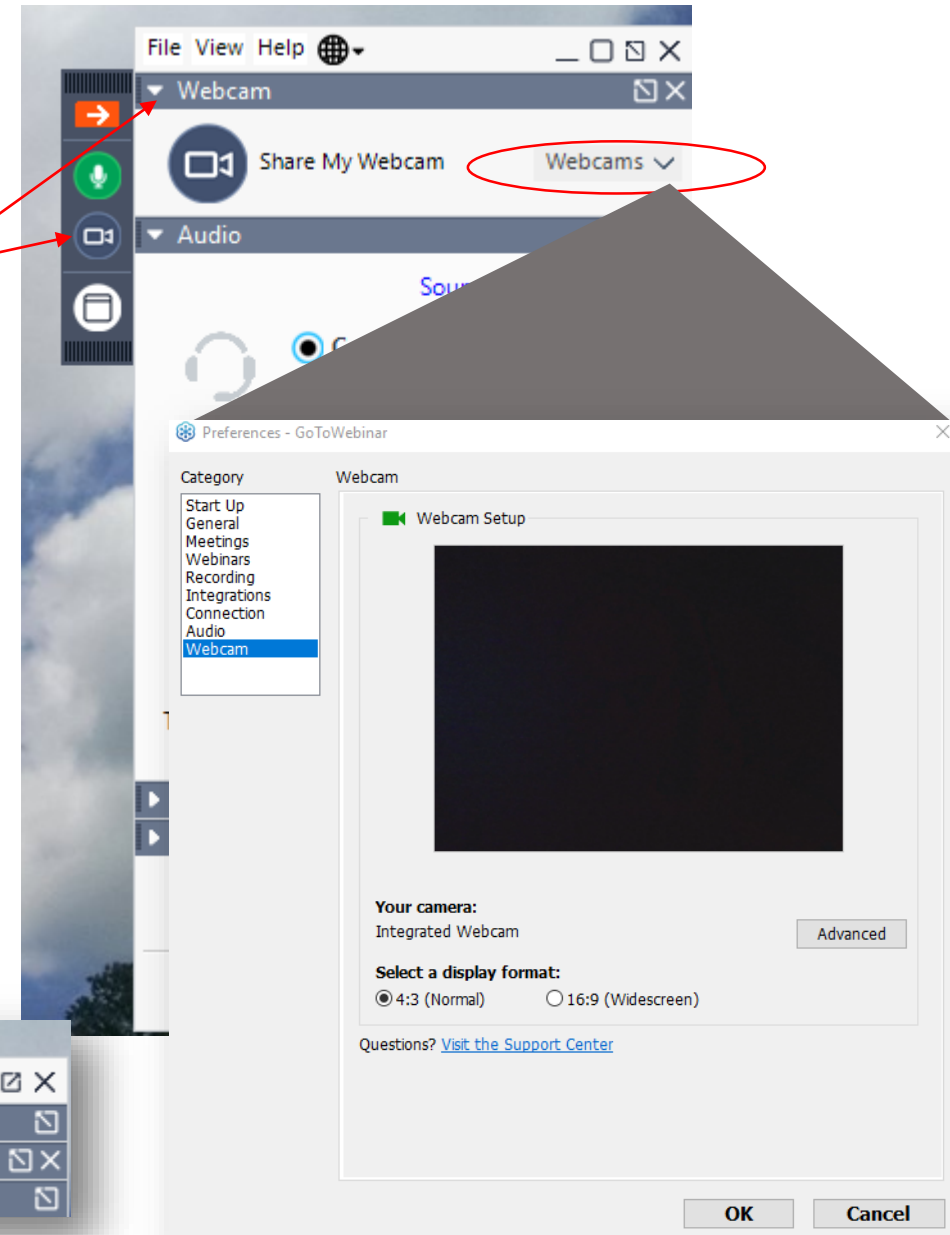 File View Help
Webcam
Share My Webcam
Webcams
Audio
Preferences - GoToWebinar
Category
Webcam
Start Up
General
Meetings
Webinars
Recording
Integrations
Connection
Audio
Webcam
Webcam Setup
Your camera:
Integrated Webcam
Advanced
Select a display format:
4:3 (Normal) 16:9 (Widescreen)
Questions? Visit the Support Center
OK Cancel